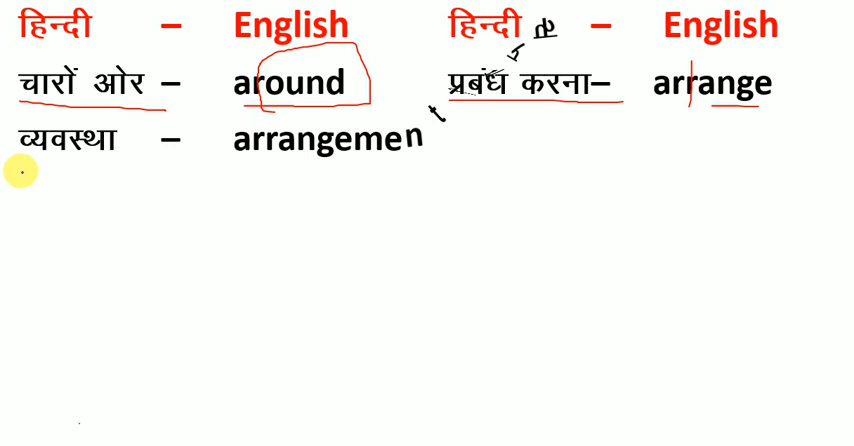 हिन्दी – English हिन्दी – English
चारों ओर – around प्रबंध करना– arrange
व्यवस्था – arrangement